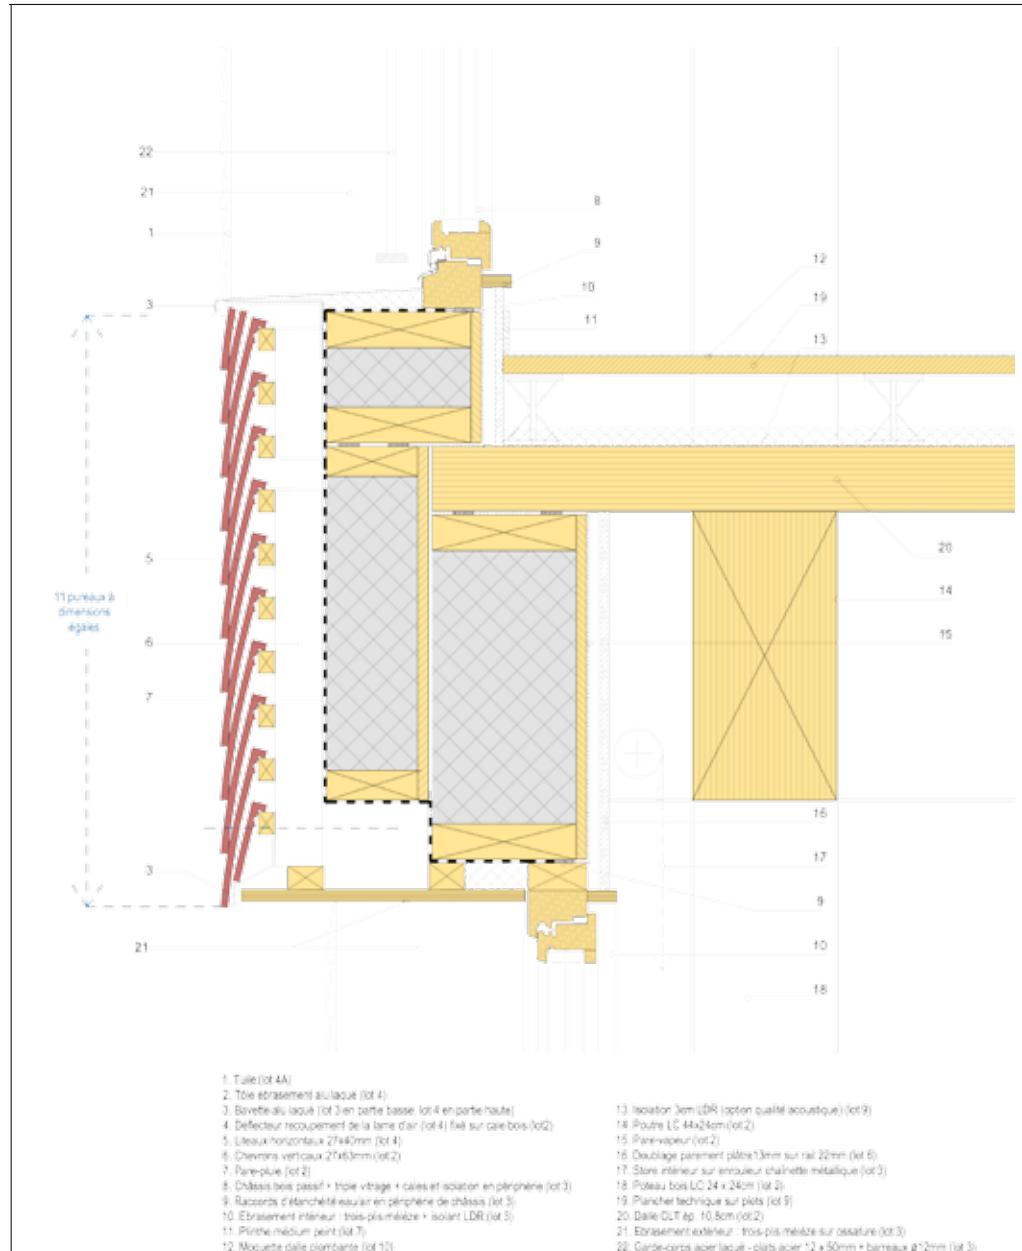 22
21
8
1
9
12
10
19
3
11
13
5
20
11 pureaux à
dimensions
égales
14
6
15
7
16
17
3
9
21
10
18
1. Tuile (lot 4A)
2. Tôle ébrasement alu laqué (lot 4)
3. Bavette alu laqué (lot 3 en partie basse, lot 4 en partie haute)
4. Déflecteur recoupement de la lame d'air (lot 4) fixé sur cale bois (lot2)
5. Liteaux horizontaux 27x40mm (lot 4)
6. Chevrons verticaux 27x63mm (lot 2)
7. Pare-pluie (lot 2)
8. Châssis bois passif + triple vitrage + cales et isolation en périphérie (lot 3)
9. Raccords d'étanchéité eau/air en périphérie de châssis (lot 3)
10. Ebrasement intérieur : trois-plis mélèze + isolant LDR (lot 3)
11. Plinthe médium peint (lot 7)
12. Moquette dalle plombante (lot 10)
13. Isolation 3cm LDR (option qualité acoustique) (lot 9)
14. Poutre LC 44x24cm (lot 2)
15. Pare-vapeur (lot 2)
16. Doublage parement plâtre13mm sur rail 22mm (lot 6)
17. Store intérieur sur enrouleur chaînette métallique (lot 3)
18. Poteau bois LC 24 x 24cm (lot 2)
19. Plancher technique sur plots (lot 9)
20. Dalle CLT ép. 10,8cm (lot 2)
21. Ebrasement extérieur : trois-plis mélèze sur ossature (lot 3)
22. Garde-corps acier laqué - plats acier 12 x 50mm + barreaux ø12mm (lot 3)